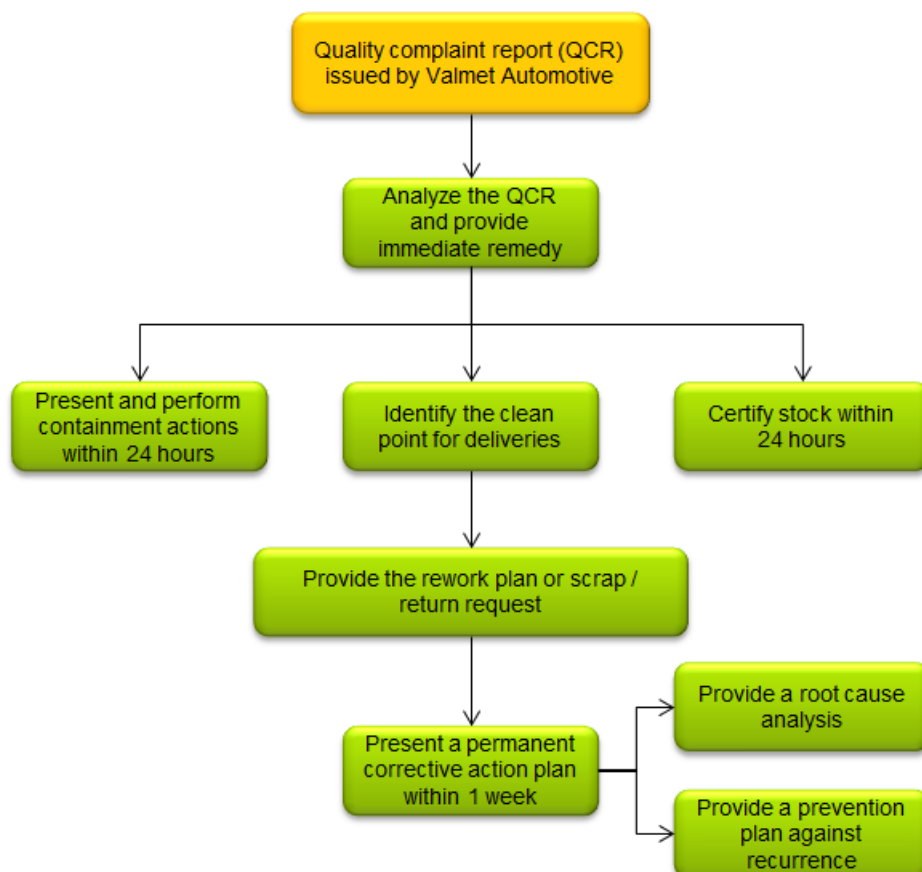 Quality complaint report (QCR)
issued by Valmet Automotive
Analyze the QCR
and provide
immediate remedy
Present and perform
containment actions
within 24 hours
Identify the clean
point for deliveries
Certify stock within
24 hours
Provide the rework plan or scrap /
return request
Present a permanent
corrective action plan
within 1 week
Provide a root cause
analysis
Provide a prevention
plan against
recurrence